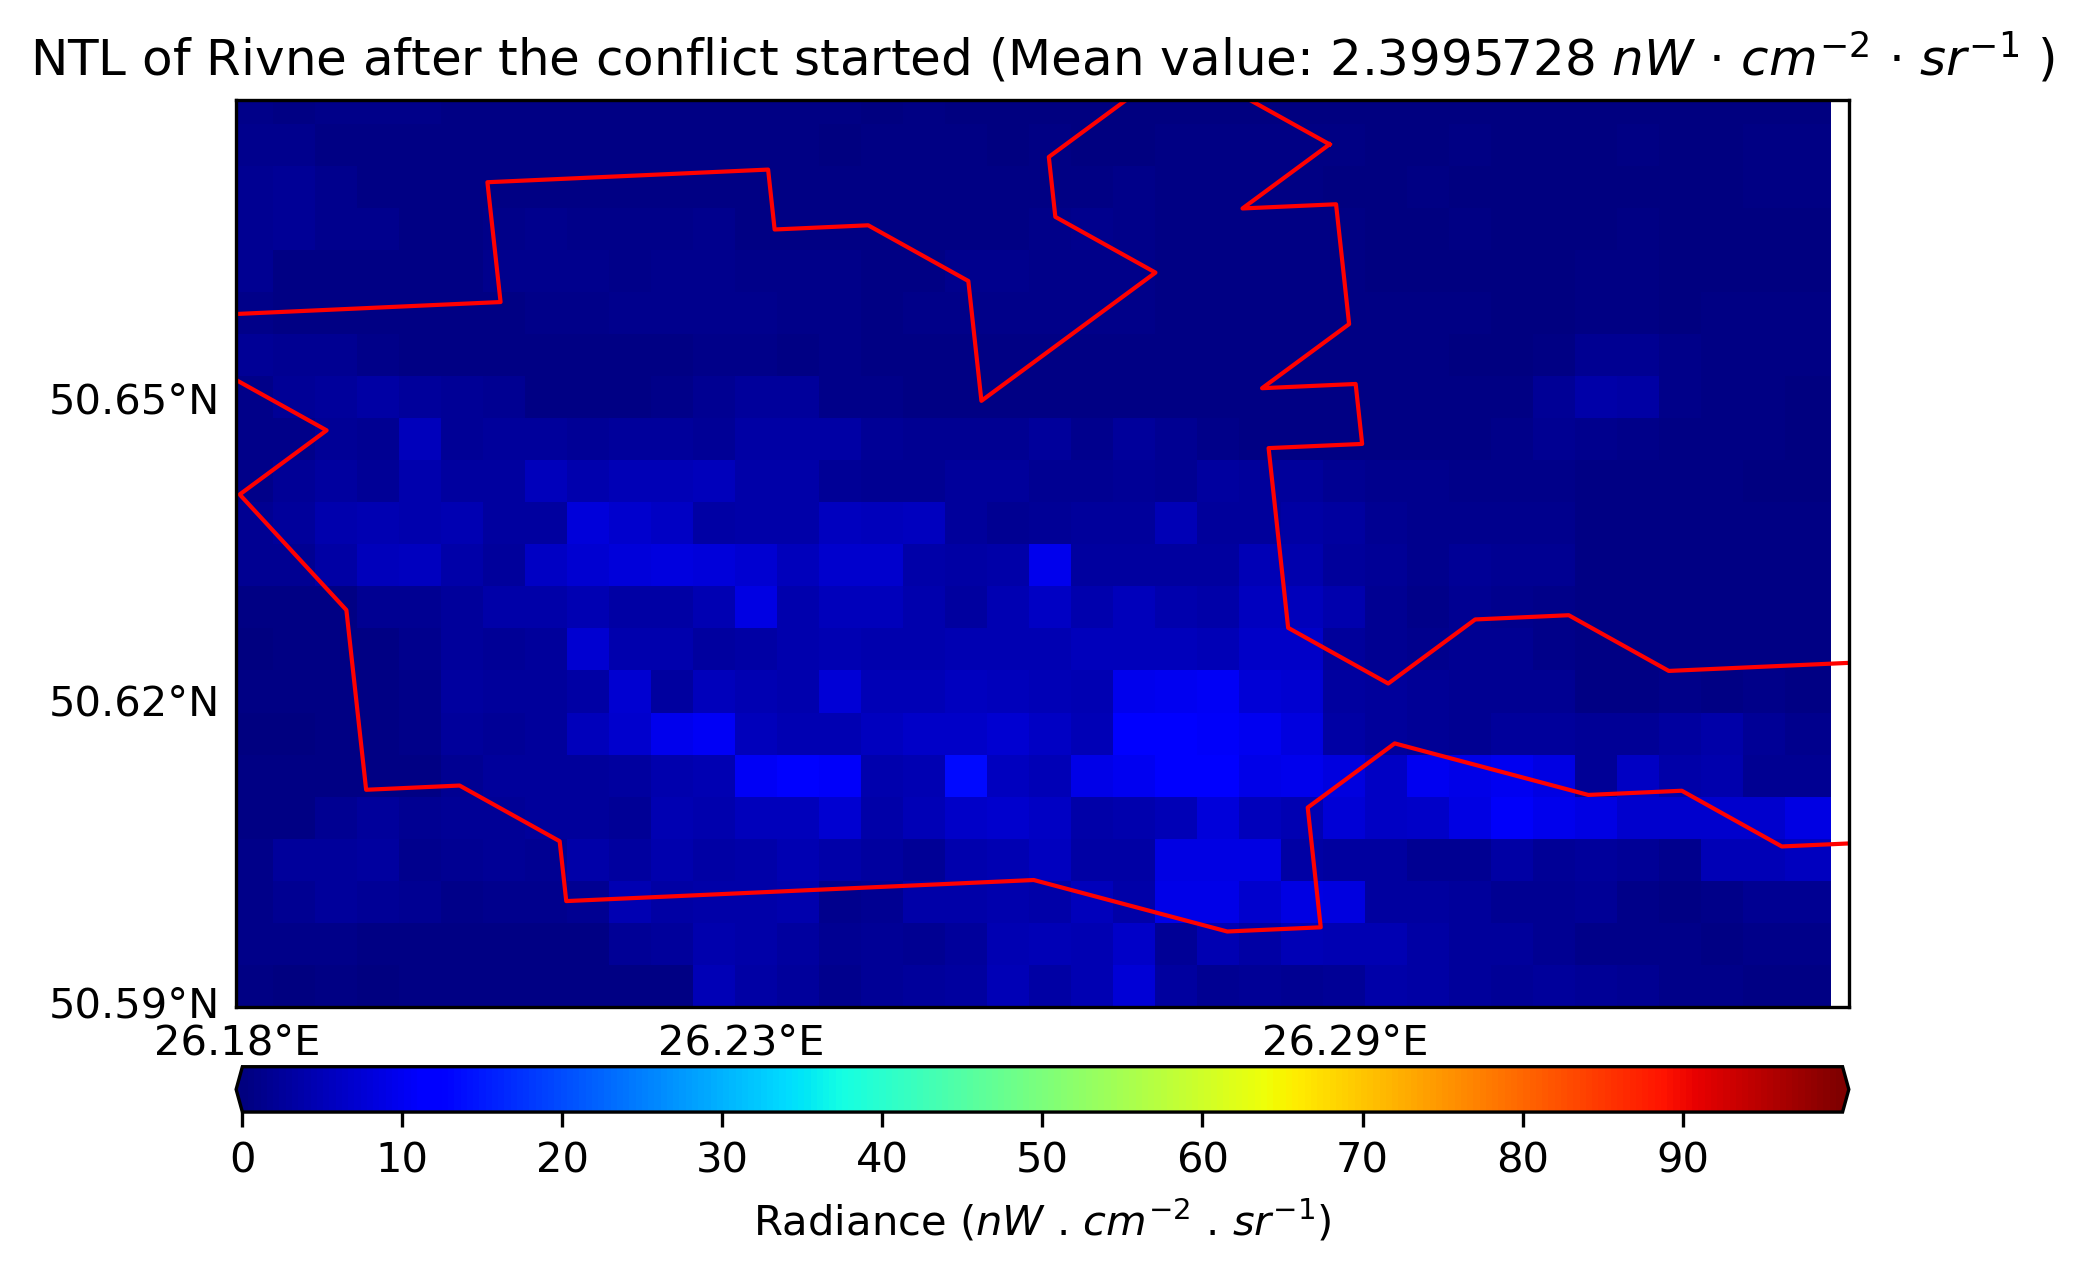 NTL of Rivne after the conflict started (Mean value: 2.3995728 nW · cm⁻² · sr⁻¹ )
50.65°N
50.62°N
50.59°N
26.18°E 26.23°E 26.29°E
0 10 20 30 40 50 60 70 80 90
Radiance (nW . cm⁻² . sr⁻¹)